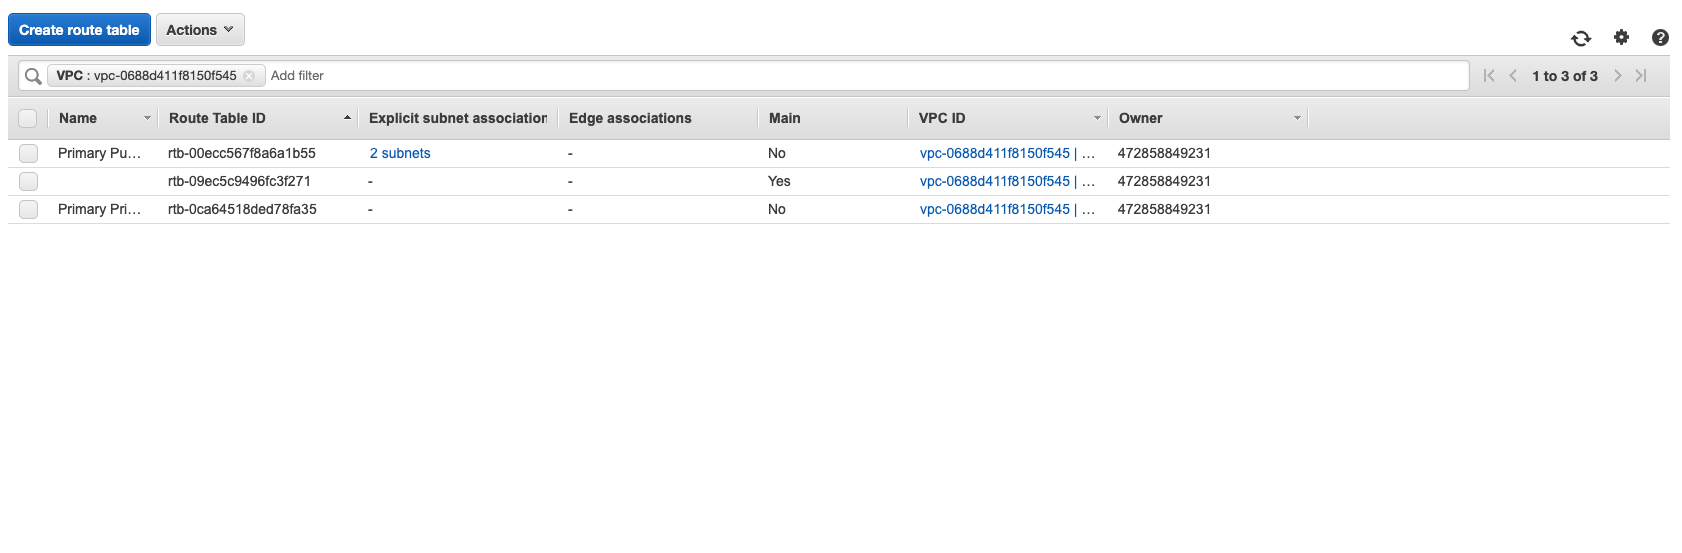 Create route table Actions
VPC : vpc-0688d411f8150f545 Add filter 1 to 3 of 3
Name Route Table ID Explicit subnet association Edge associations Main VPC ID Owner
Primary Pu… rtb-00ecc567f8a6a1b55 2 subnets - No vpc-0688d411f8150f545 | … 472858849231
rtb-09ec5c9496fc3f271 - - Yes vpc-0688d411f8150f545 | … 472858849231
Primary Pri… rtb-0ca64518ded78fa35 - - No vpc-0688d411f8150f545 | … 472858849231